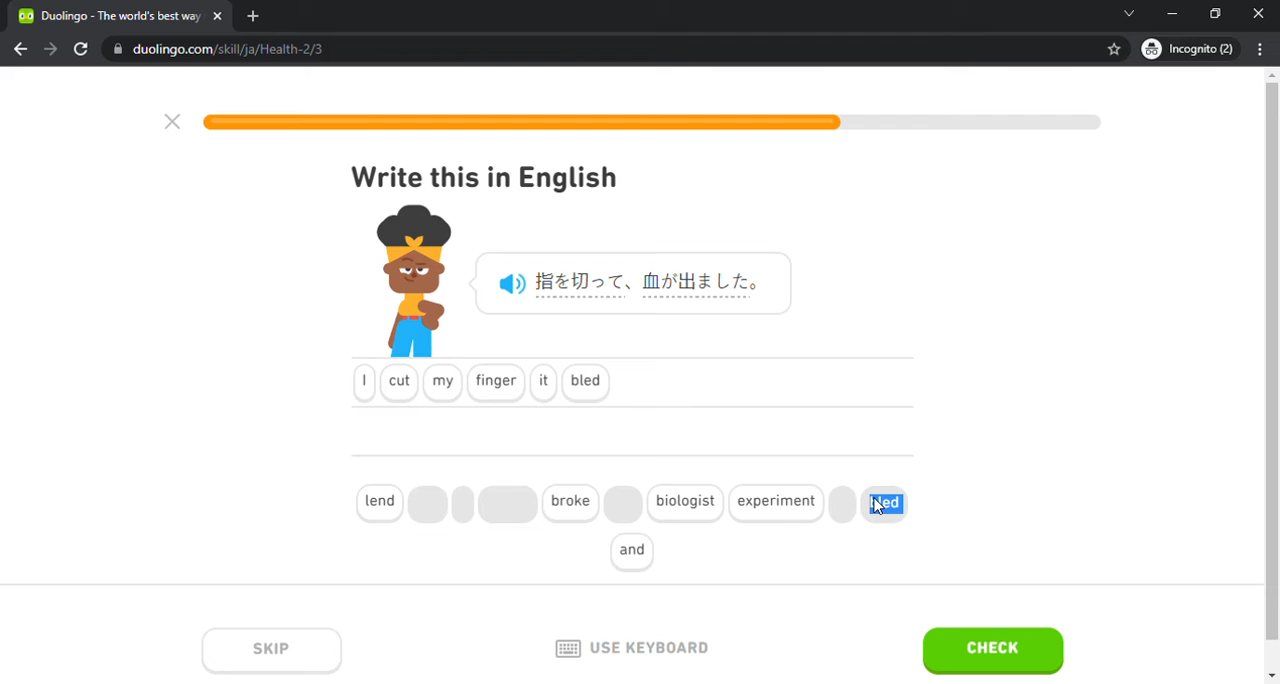 Duolingo - The world's best way
duolingo.com/skill/ja/Health-2/3
Incognito (2)
Write this in English
指を切って、血が出ました。
I cut my finger it bled
lend broke biologist experiment bled
and
SKIP USE KEYBOARD CHECK